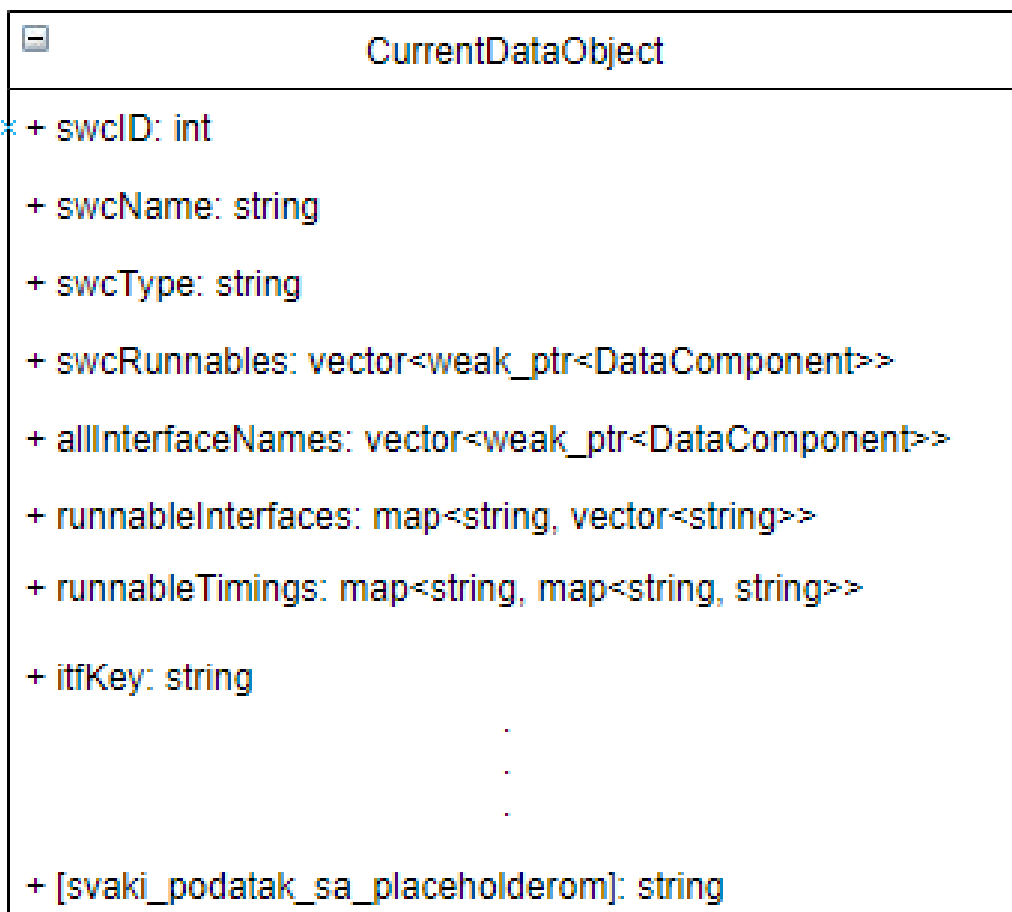 CurrentDataObject
+ swcID: int
+ swcName: string
+ swcType: string
+ swcRunnables: vector<weak_ptr<DataComponent>>
+ allInterfaceNames: vector<weak_ptr<DataComponent>>
+ runnableInterfaces: map<string, vector<string>>
+ runnableTimings: map<string, map<string, string>>
+ itfKey: string
.
.
.
+ [svaki_podatak_sa_placeholderom]: string